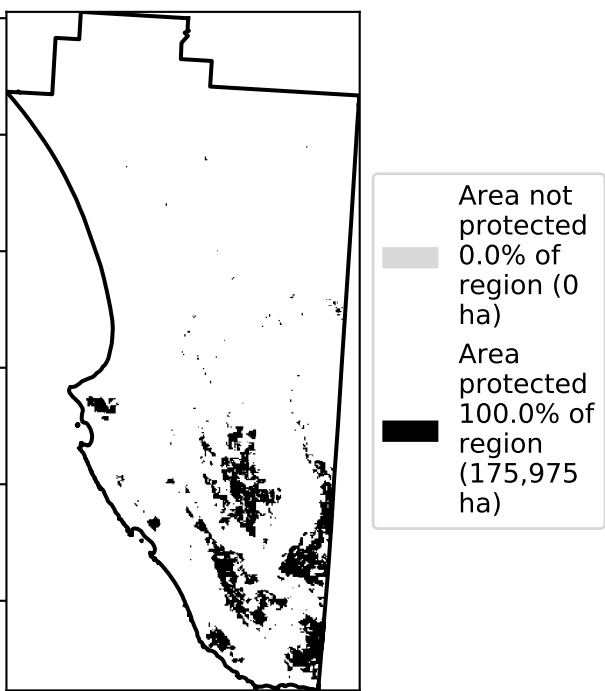 Area not
protected
0.0% of
region (0
ha)
Area
protected
100.0% of
region
(175,975
ha)